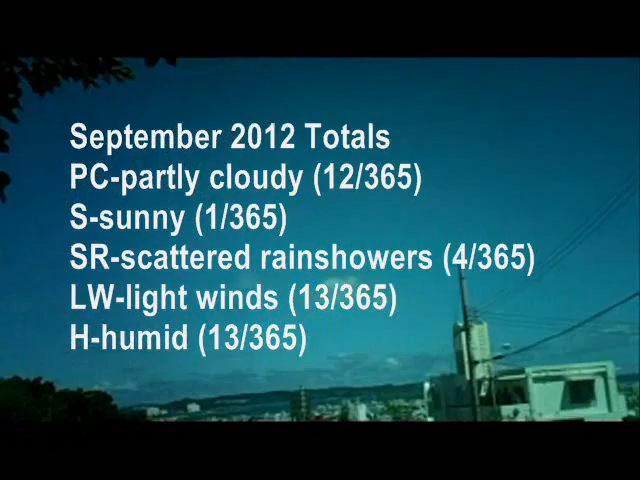 September 2012 Totals
PC-partly cloudy (12/365)
S-sunny (1/365)
SR-scattered rainshowers (4/365)
LW-light winds (13/365)
H-humid (13/365)